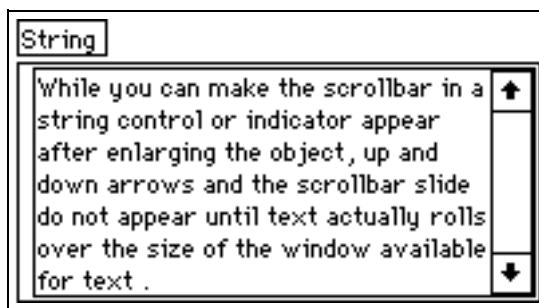 String
While you can make the scrollbar in a
string control or indicator appear
after enlarging the object, up and
down arrows and the scrollbar slide
do not appear until text actually rolls
over the size of the window available
for text .